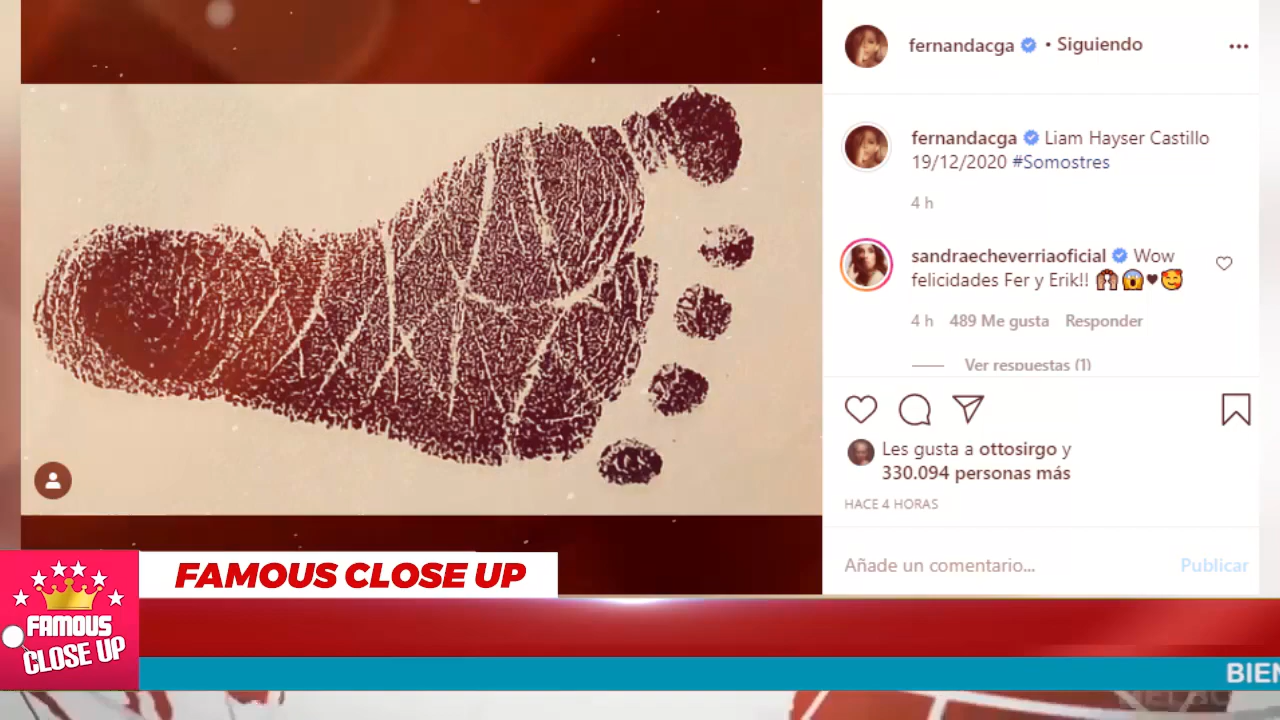 fernandacga • Siguiendo
fernandacga Liam Hayser Castillo
19/12/2020 #Somostres
4 h
sandraecheverriaoficial Wow
felicidades Fer y Erik!!
4 h 489 Me gusta Responder
Ver respuestas (1)
Les gusta a ottosirgo y
330.094 personas más
HACE 4 HORAS
Añade un comentario... Publicar
FAMOUS CLOSE UP
FAMOUS
CLOSE UP
BIEN